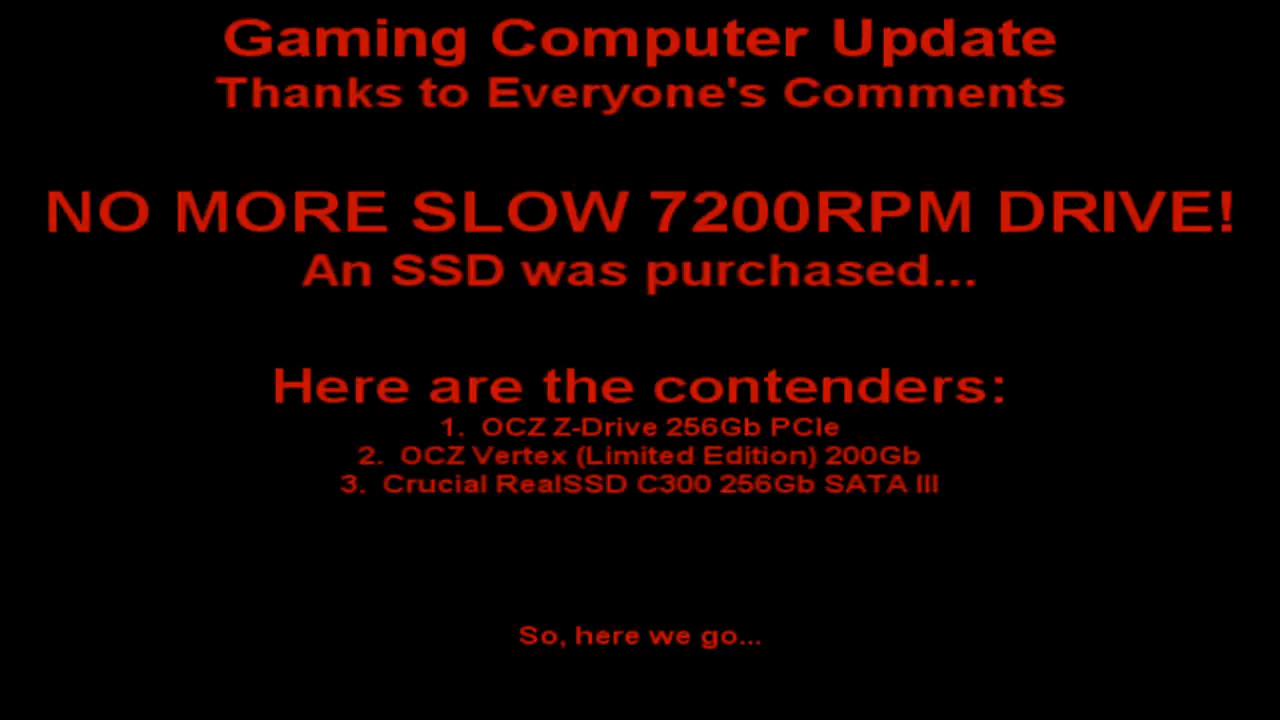 Gaming Computer Update
Thanks to Everyone's Comments
NO MORE SLOW 7200RPM DRIVE!
An SSD was purchased...
Here are the contenders:
1. OCZ Z-Drive 256Gb PCIe
2. OCZ Vertex (Limited Edition) 200Gb
3. Crucial RealSSD C300 256Gb SATA III
So, here we go...